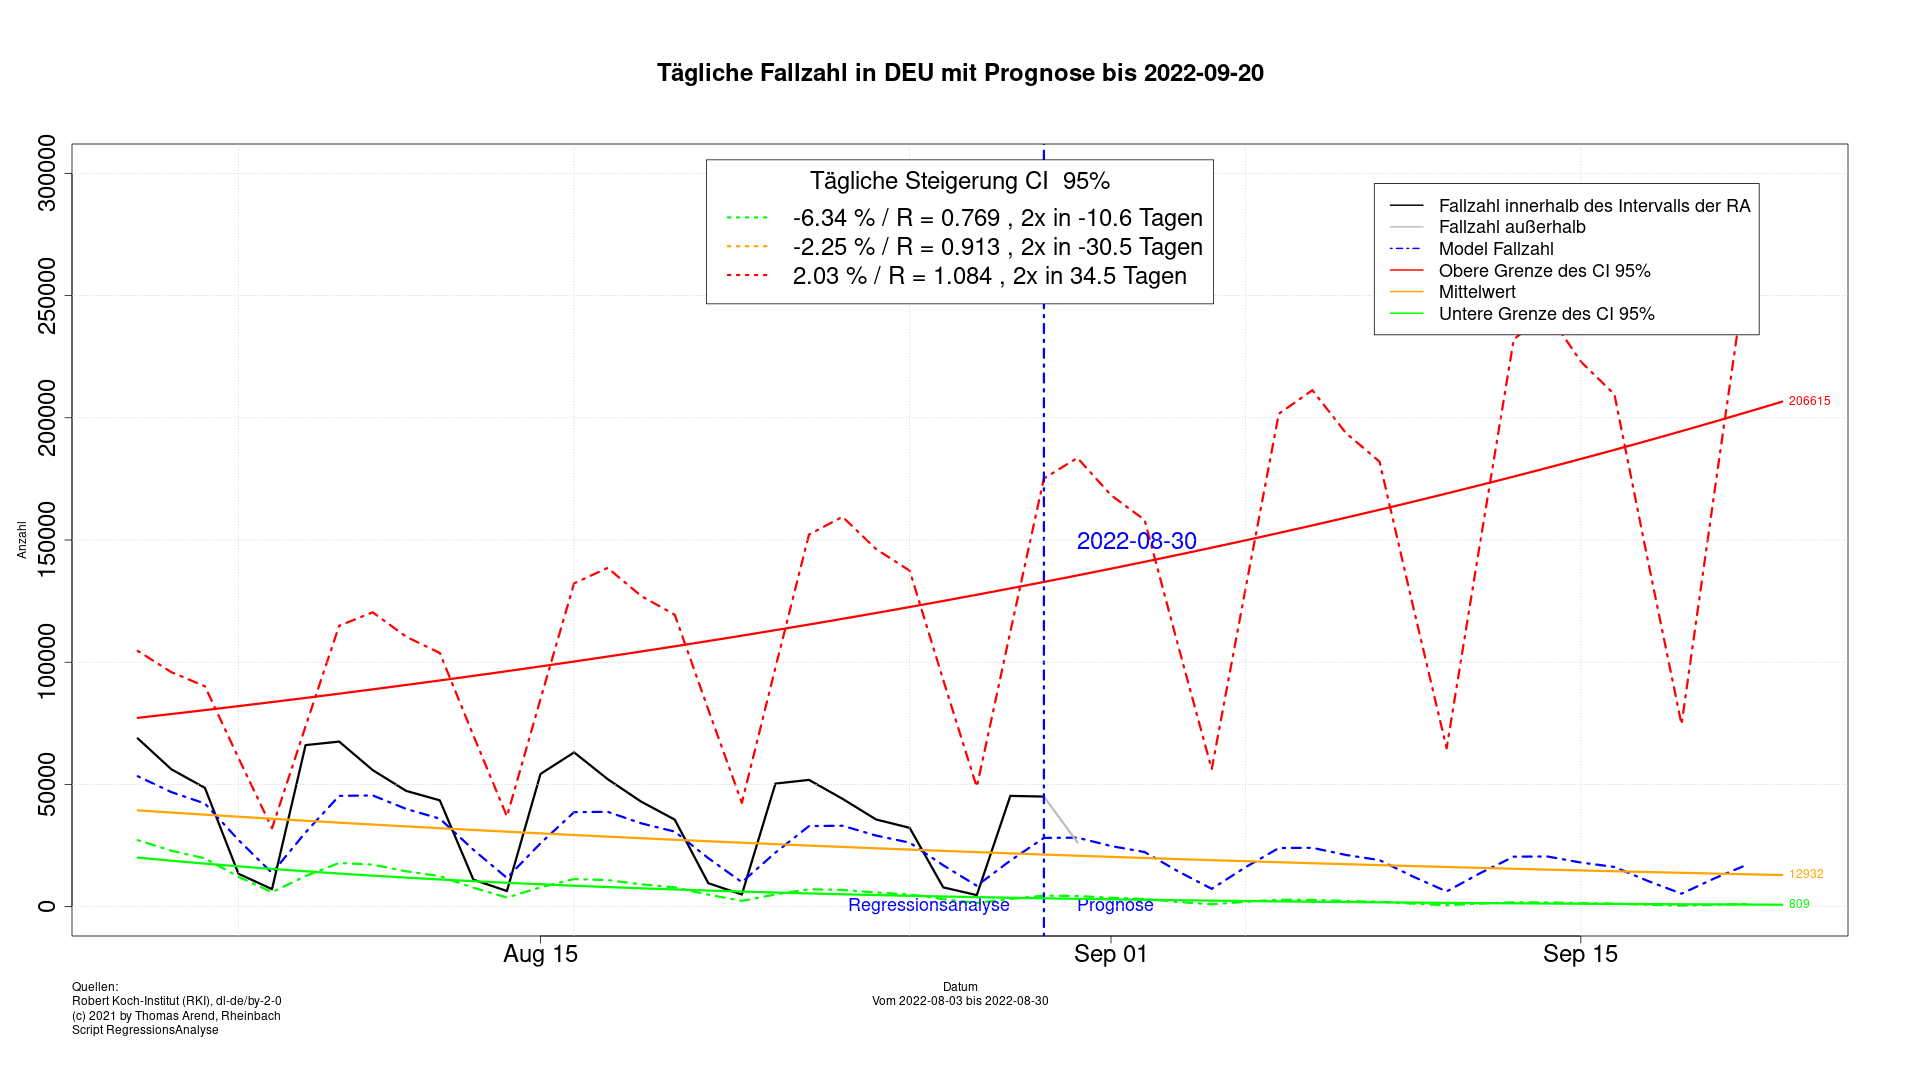 Tägliche Fallzahl in DEU mit Prognose bis 2022-09-20
Tägliche Steigerung CI  95%
-6.34 % / R = 0.769 , 2x in -10.6 Tagen
-2.25 % / R = 0.913 , 2x in -30.5 Tagen
2.03 % / R = 1.084 , 2x in 34.5 Tagen
Fallzahl innerhalb des Intervalls der RA
Fallzahl außerhalb
Model Fallzahl
Obere Grenze des CI 95%
Mittelwert
Untere Grenze des CI 95%
Anzahl
300000
250000
200000
150000
100000
50000
0
206615
12932
809
2022-08-30
Regressionsanalyse
Prognose
Aug 15
Sep 01
Sep 15
Datum
Vom 2022-08-03 bis 2022-08-30
Quellen:
Robert Koch-Institut (RKI), dl-de/by-2-0
(c) 2021 by Thomas Arend, Rheinbach
Script RegressionsAnalyse